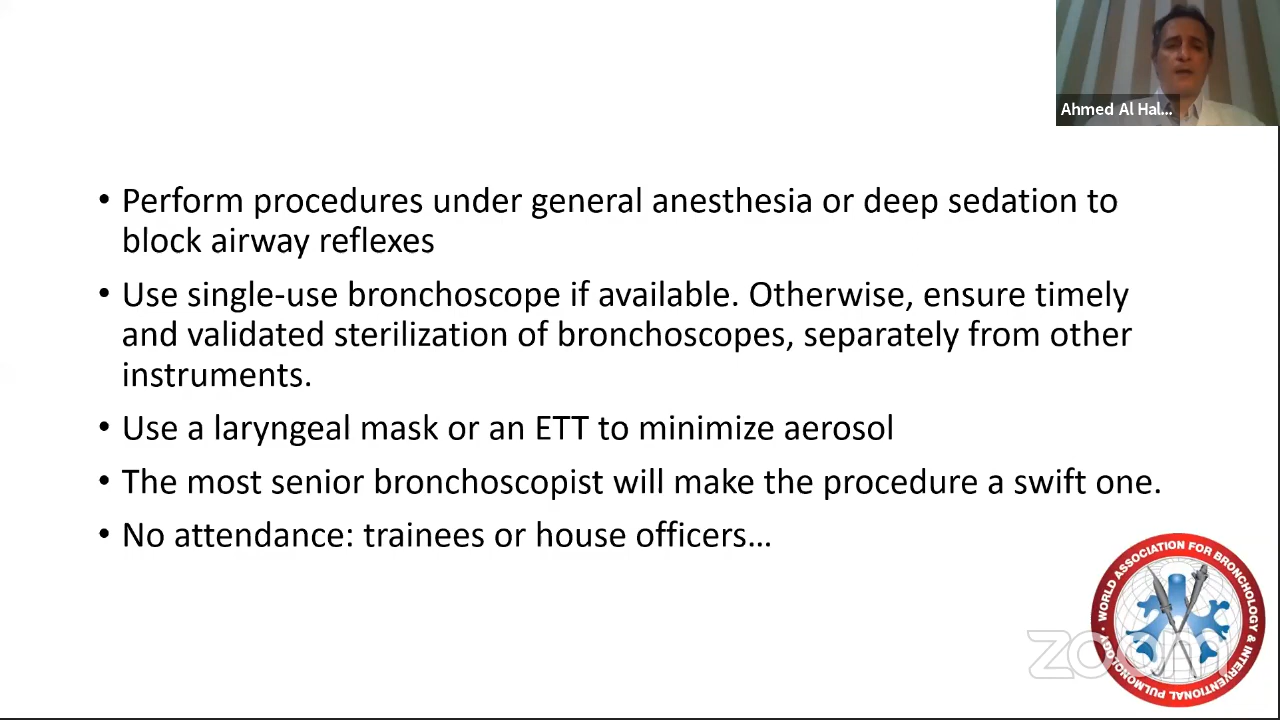 Ahmed Al Hal...
• Perform procedures under general anesthesia or deep sedation to
block airway reflexes
• Use single-use bronchoscope if available. Otherwise, ensure timely
and validated sterilization of bronchoscopes, separately from other
instruments.
• Use a laryngeal mask or an ETT to minimize aerosol
• The most senior bronchoscopist will make the procedure a swift one.
• No attendance: trainees or house officers…
WORLD ASSOCIATION FOR BRONCHOLOGY & INTERVENTIONAL PULMONOLOGY •
zoom